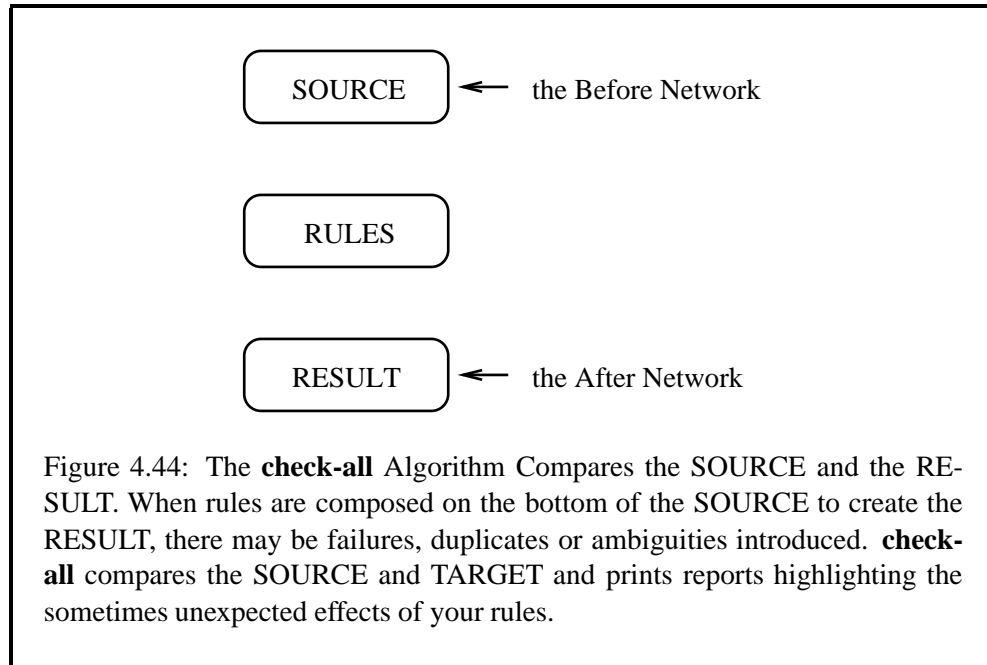 SOURCE the Before Network
RULES
RESULT the After Network
Figure 4.44: The check-all Algorithm Compares the SOURCE and the RE-
SULT. When rules are composed on the bottom of the SOURCE to create the
RESULT, there may be failures, duplicates or ambiguities introduced. check-
all compares the SOURCE and TARGET and prints reports highlighting the
sometimes unexpected effects of your rules.